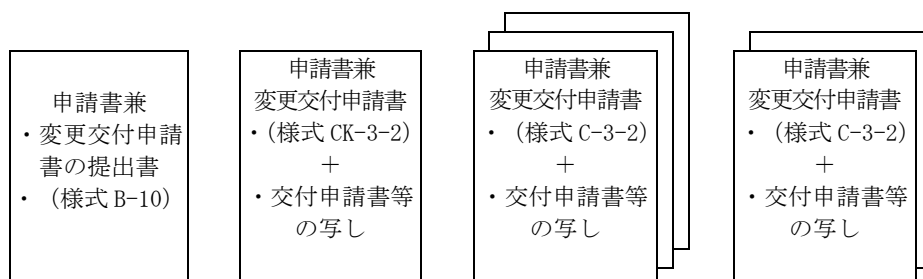 申請書兼
・変更交付申請
書の提出書
・（様式 B-10）
申請書兼
変更交付申請書
・（様式 CK-3-2）
＋
・交付申請書等
の写し
申請書兼
変更交付申請書
・（様式 C-3-2）
＋
・交付申請書等
の写し
申請書兼
変更交付申請書
・（様式 C-3-2）
＋
・交付申請書等
の写し